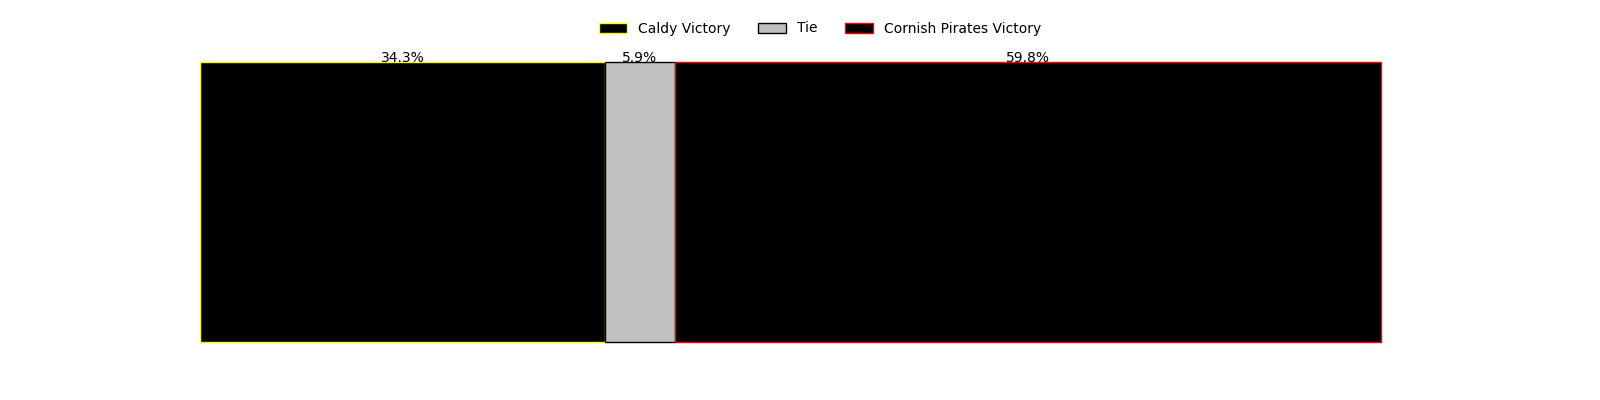 Caldy Victory Tie Cornish Pirates Victory
34.3% 5.9% 59.8%